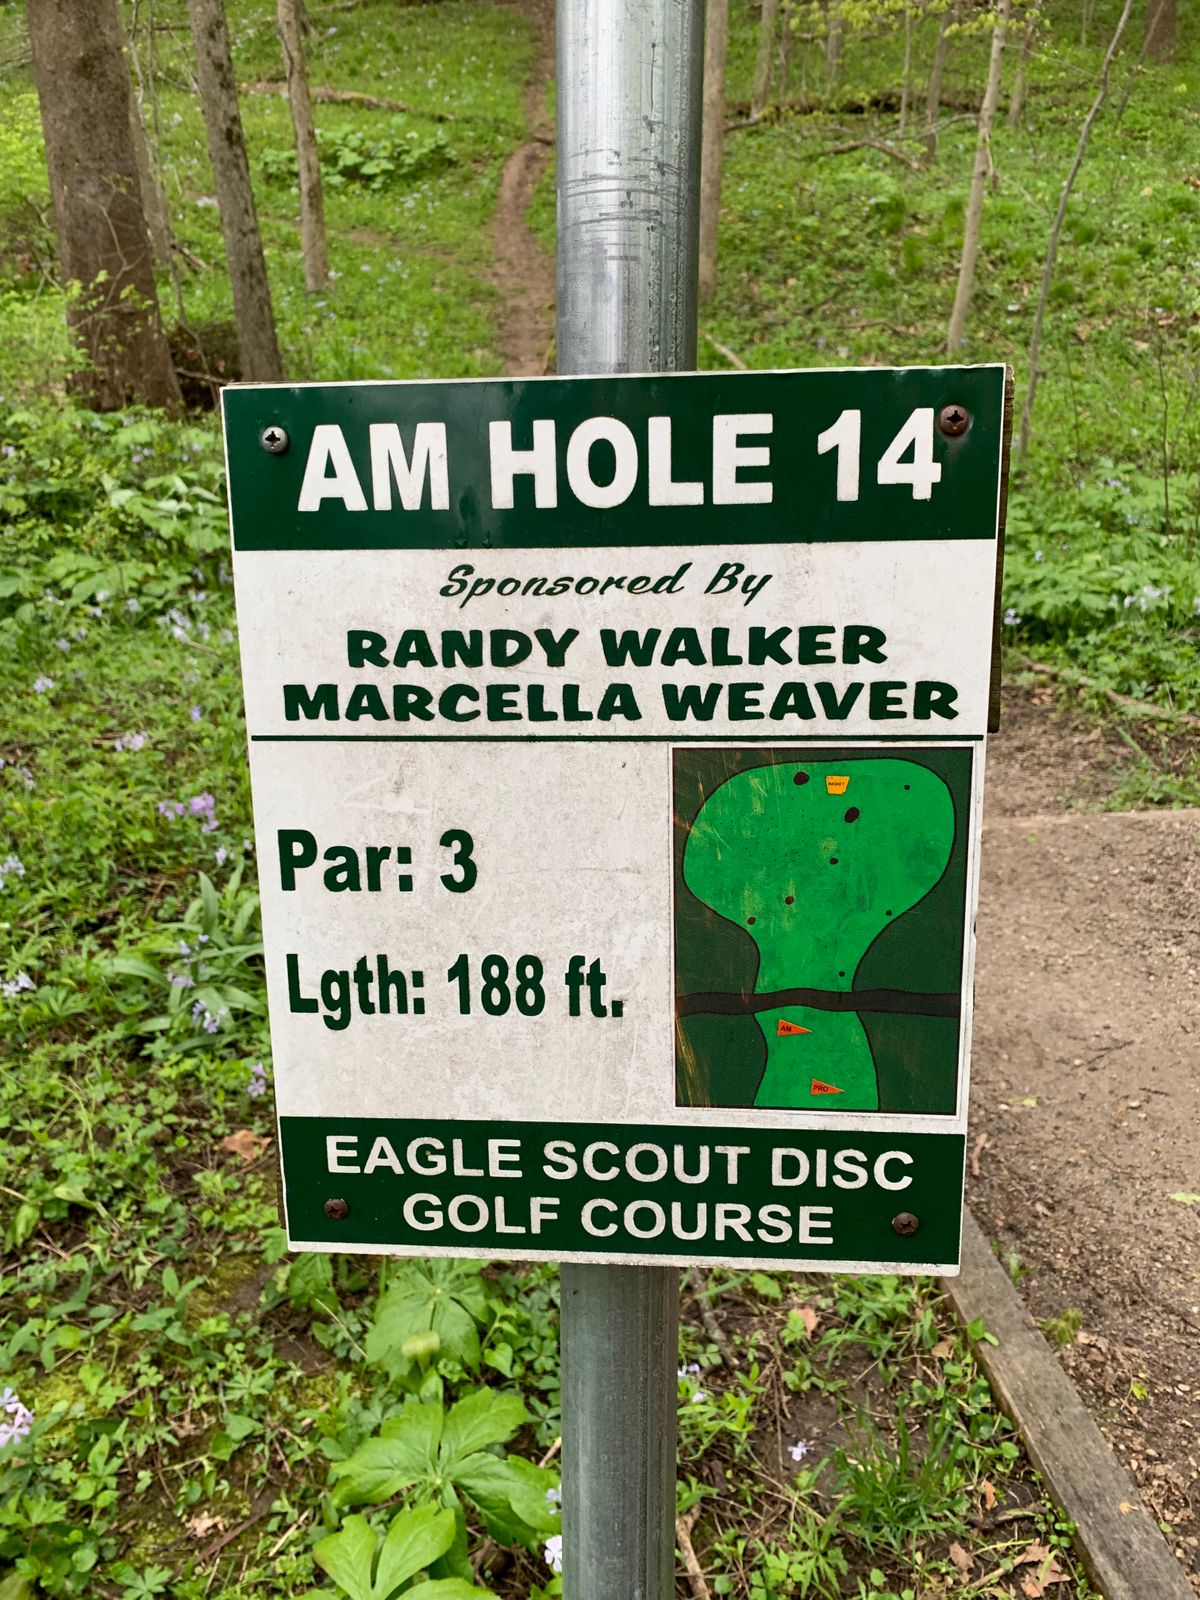 AM HOLE 14
Sponsored By
RANDY WALKER
MARCELLA WEAVER
BASKET
Par: 3
Lgth: 188 ft.
AM
PRO
EAGLE SCOUT DISC
GOLF COURSE